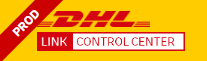 PROD
DHL
LINK CONTROL CENTER